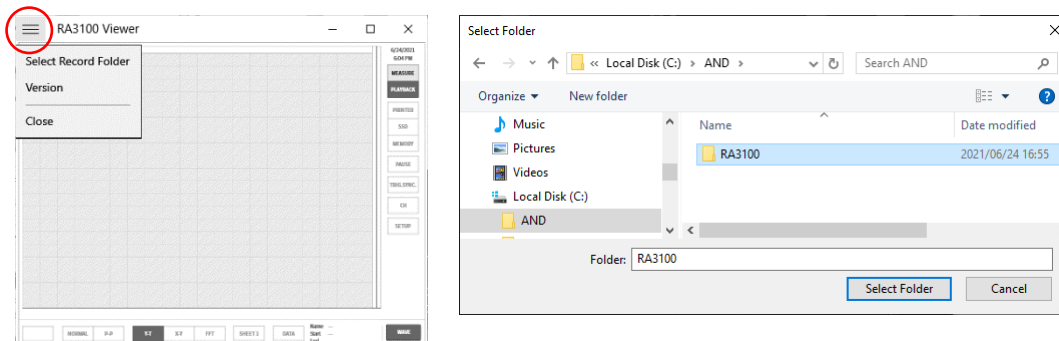 RA3100 Viewer
Select Record Folder
Version
Close
6/24/2021
6:04 PM
MEASURE
PLAYBACK
PRINTER
SSD
MEMORY
PAUSE
TRIG.SYNC.
CH
SETUP
NORMAL P-P Y-T X-Y FFT SHEET 1 DATA Name Start WAVE
Select Folder
« Local Disk (C:) > AND > Search AND
Organize New folder
Name Date modified
Music
Pictures
Videos
Local Disk (C:)
AND
RA3100 2021/06/24 16:55
Folder: RA3100
Select Folder Cancel